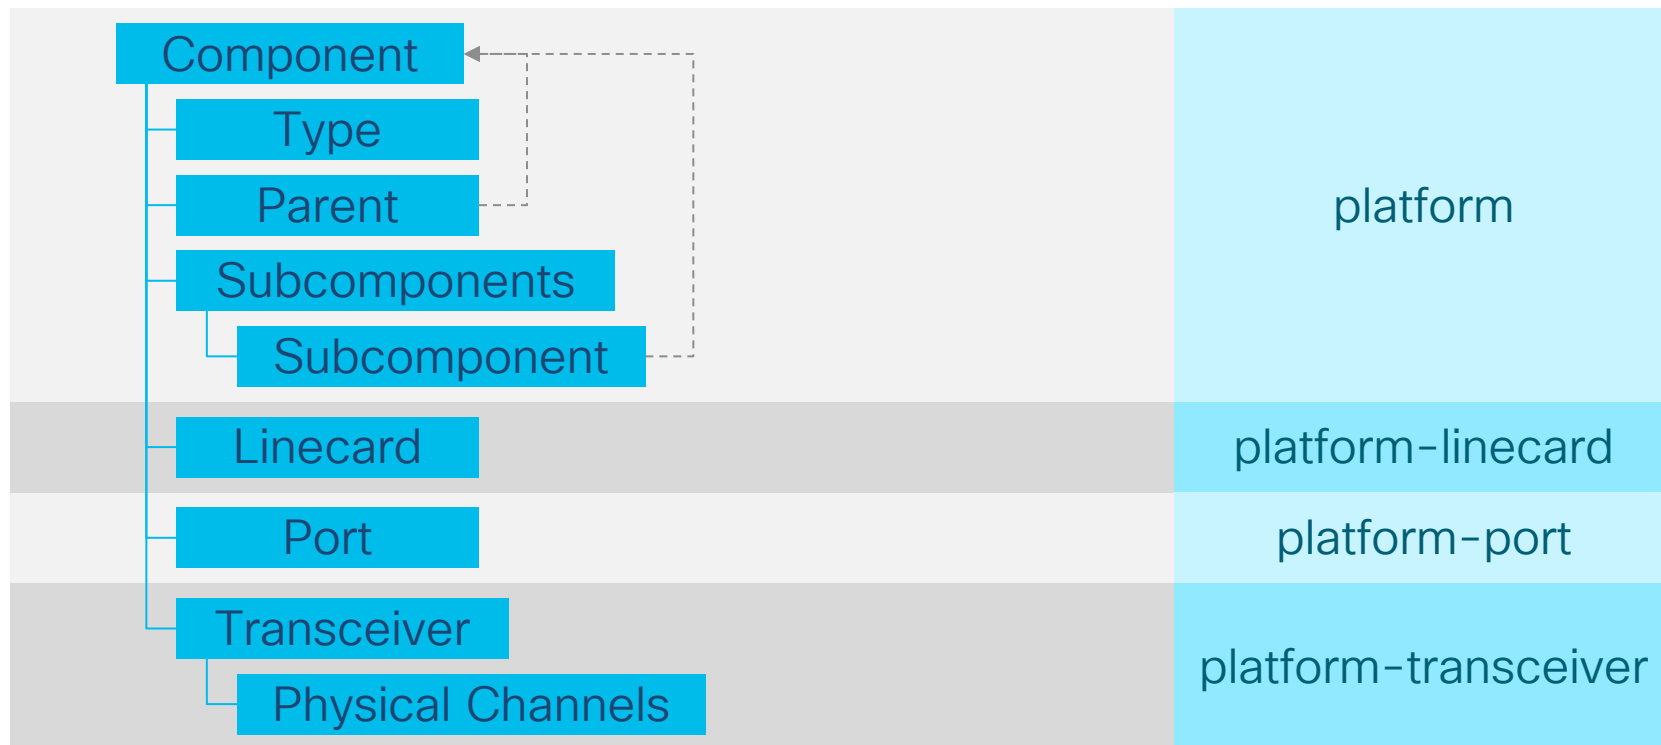 Component
Type
Parent
platform
Subcomponents
Subcomponent
Linecard
platform-linecard
Port
platform-port
Transceiver
platform-transceiver
Physical Channels